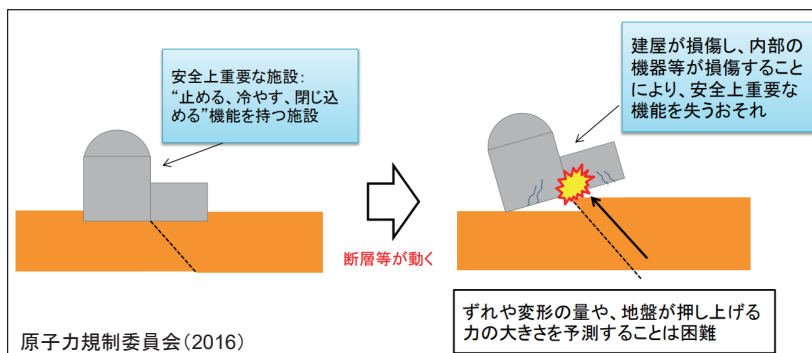 安全上重要な施設：
“止める、冷やす、閉じ込
める”機能を持つ施設
断層等が動く
建屋が損傷し、内部の
機器等が損傷すること
により、安全上重要な
機能を失うおそれ
ずれや変形の量や、地盤が押し上げる
力の大きさを予測することは困難
原子力規制委員会（2016）